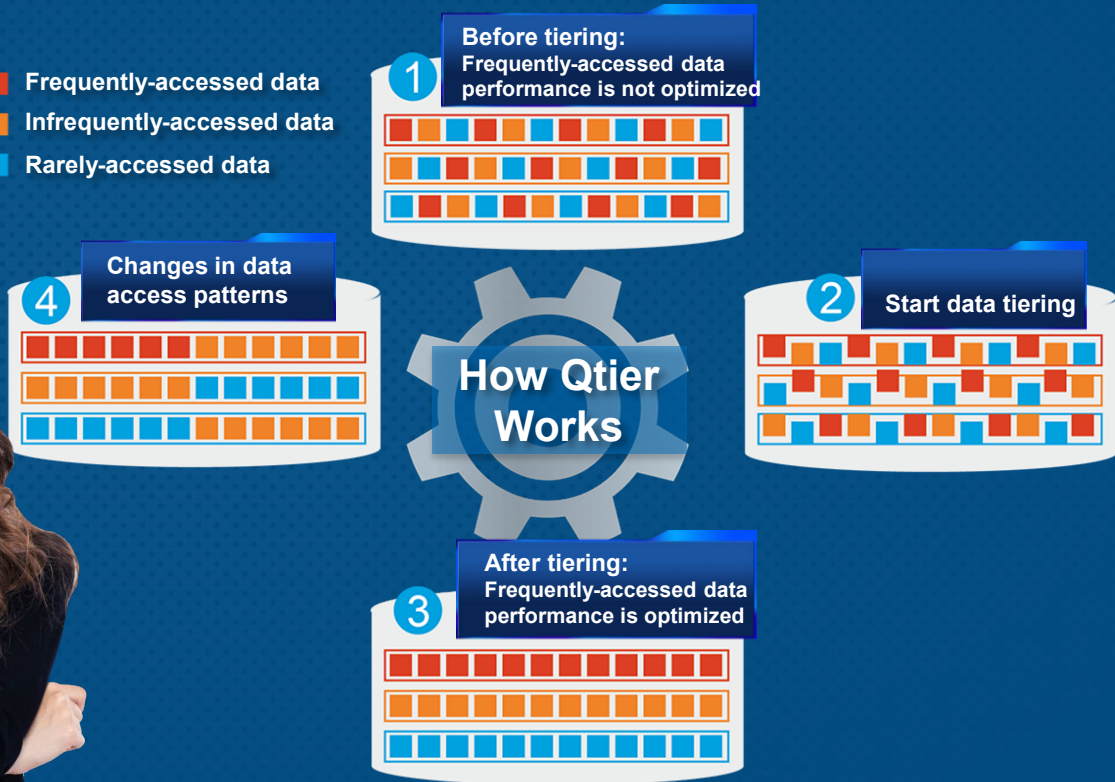 Frequently-accessed data
Infrequently-accessed data
Rarely-accessed data
1
Before tiering:
Frequently-accessed data
performance is not optimized
2
Start data tiering
How Qtier
Works
3
After tiering:
Frequently-accessed data
performance is optimized
4
Changes in data
access patterns